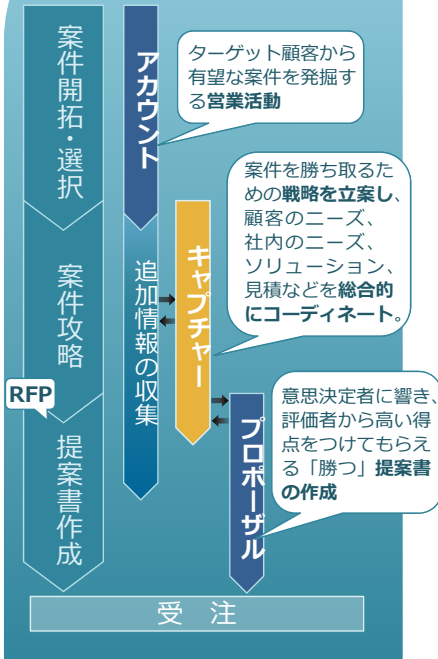 案件開拓・選択
アカウント
ターゲット顧客から
有望な案件を発掘す
る営業活動
案件を勝ち取るた
めの戦略を立案し、
顧客のニーズ、
社内のニーズ、
ソリューション、
見積などを総合的
にコーディネート。
キャプチャー
追加情報の収集
案件攻略
RFP
意思決定者に響き、
評価者から高い得
点をつけてもらえ
る「勝つ」提案書
の作成
プロポーザル
提案書作成
受 注